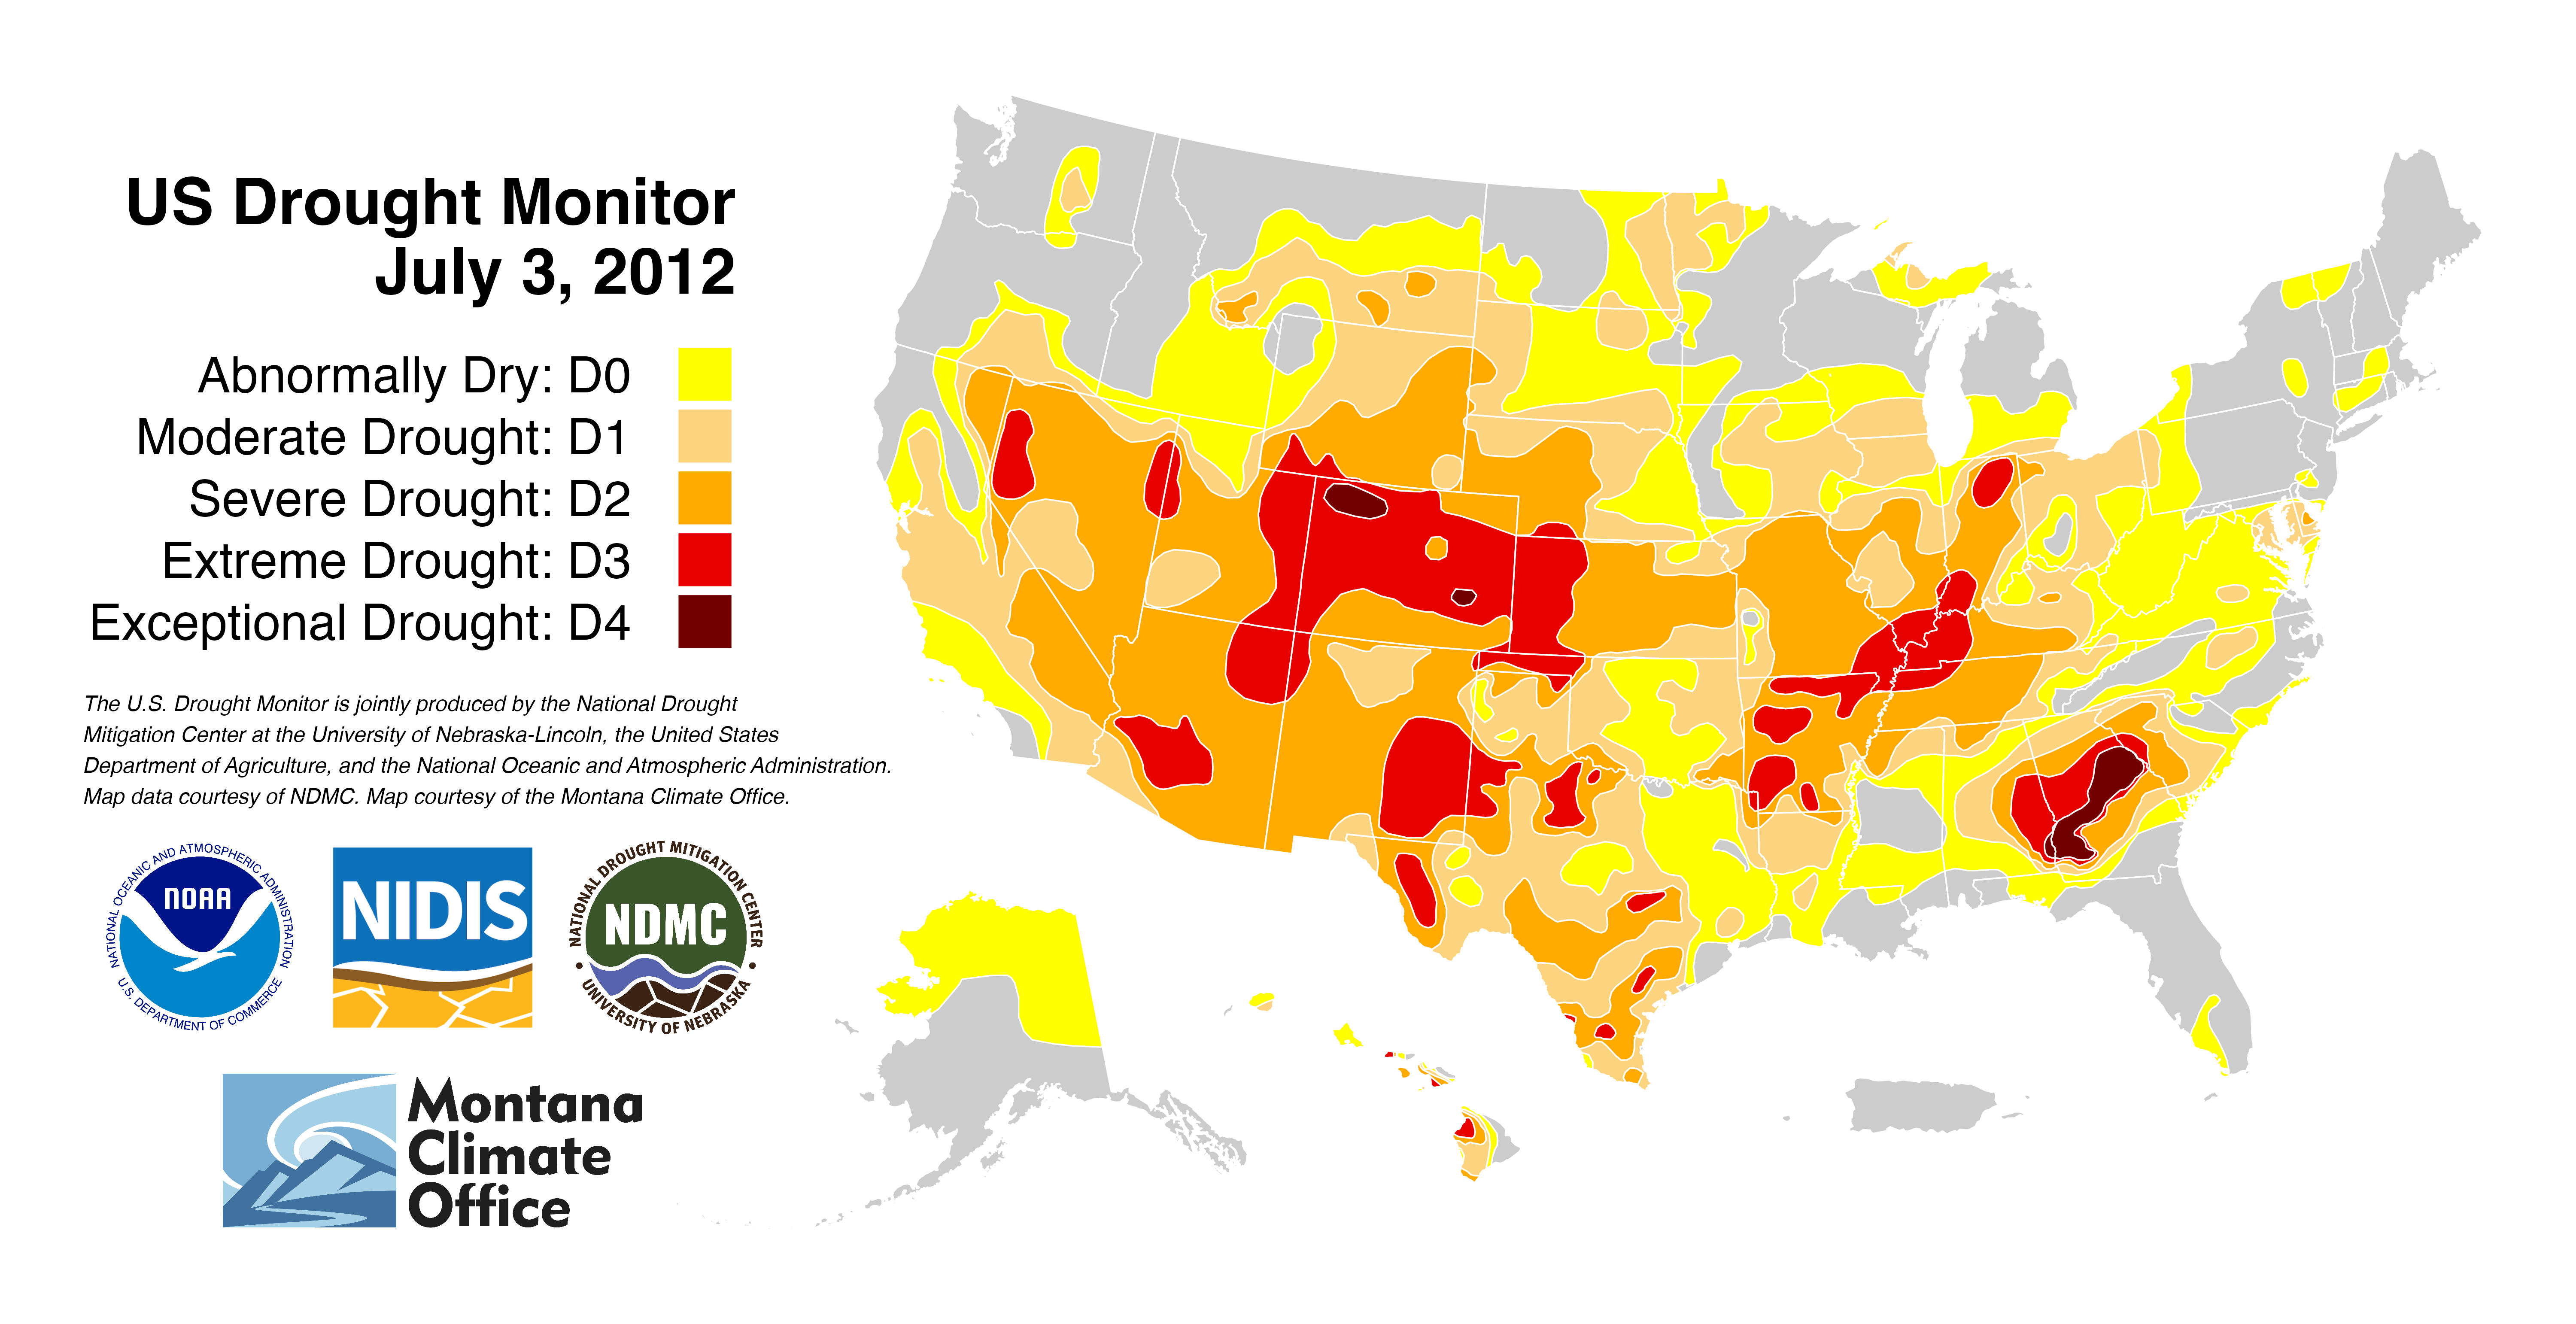 US Drought Monitor
July 3, 2012
Abnormally Dry: D0
Moderate Drought: D1
Severe Drought: D2
Extreme Drought: D3
Exceptional Drought: D4
The U.S. Drought Monitor is jointly produced by the National Drought
Mitigation Center at the University of Nebraska-Lincoln, the United States
Department of Agriculture, and the National Oceanic and Atmospheric Administration.
Map data courtesy of NDMC. Map courtesy of the Montana Climate Office.
NATIONAL OCEANIC AND ATMOSPHERIC ADMINISTRATION
NOAA
U.S. DEPARTMENT OF COMMERCE
NIDIS
NATIONAL DROUGHT MITIGATION CENTER
NDMC
UNIVERSITY OF NEBRASKA
Montana
Climate
Office